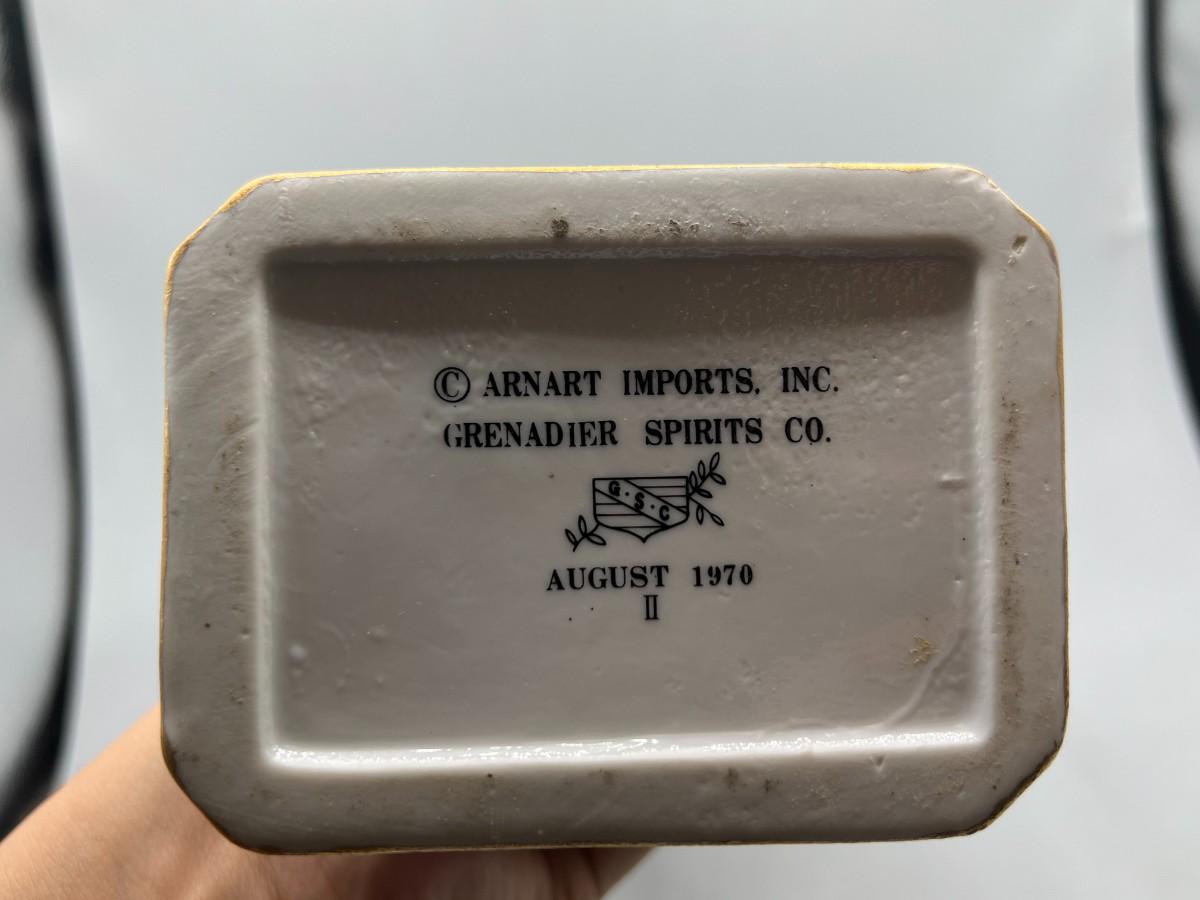 © ARNART IMPORTS, INC.
GRENADIER SPIRITS CO.
G·S·C
AUGUST 1970
II